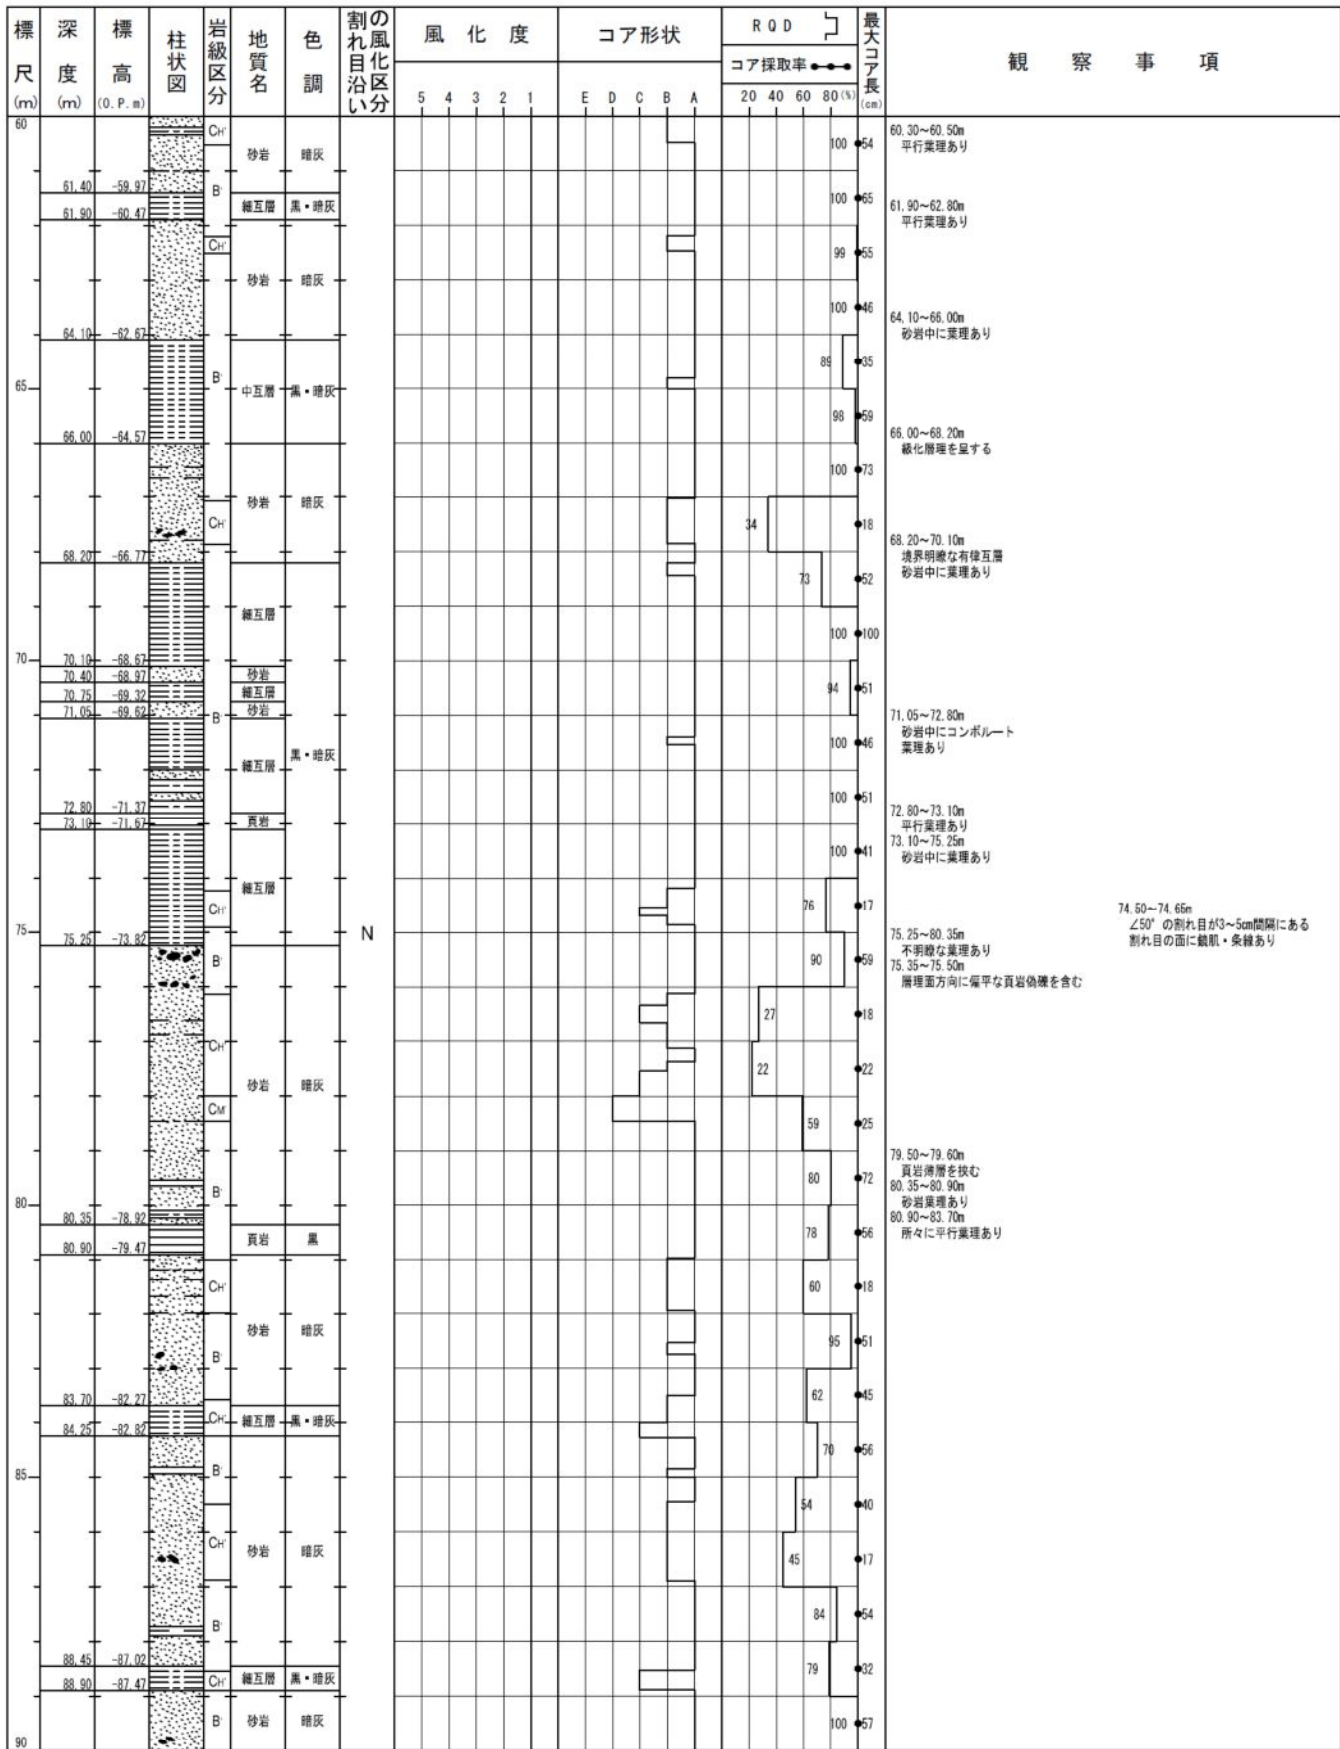 標尺(m)
深度(m)
標高(O.P.m)
柱状図
岩級区分
地質名
色調
割れ目沿いの風化区分
風化度
5 4 3 2 1
コア形状
E D C B A
RQD
コア採取率
20 40 60 80 (%)
最大コア長(cm)
観察事項
60
CH'
砂岩 暗灰
100 54
60.30～60.50m
平行葉理あり
61.40 -59.97
B'
100 65
細互層 黒・暗灰
61.90 -60.47
61.90～62.80m
平行葉理あり
CH'
99 55
砂岩 暗灰
100 46
64.10 -62.67
64.10～66.00m
砂岩中に葉理あり
89 35
65
B'
中互層 黒・暗灰
98 59
66.00 -64.57
66.00～68.20m
級化層理を呈する
100 73
砂岩 暗灰
CH'
34 18
68.20 -66.77
68.20～70.10m
境界明瞭な有律互層
砂岩中に葉理あり
73 52
細互層
100 100
70
70.10 -68.67
砂岩
70.40 -68.97
細互層
94 51
70.75 -69.32
砂岩
71.05 -69.62
B'
71.05～72.80m
砂岩中にコンボルート
葉理あり
100 46
細互層 黒・暗灰
100 51
72.80 -71.37
頁岩
72.80～73.10m
平行葉理あり
73.10 -71.67
73.10～75.25m
砂岩中に葉理あり
100 41
細互層
CH'
76 17
74.50～74.65m
∠50°の割れ目が3～5cm間隔にある
割れ目の面に鏡肌・条線あり
75
N
75.25 -73.82
75.25～80.35m
不明瞭な葉理あり
75.35～75.50m
層理面方向に偏平な頁岩偽礫を含む
B'
90 59
27 18
CH'
22 22
砂岩 暗灰
CM'
59 25
79.50～79.60m
頁岩薄層を挟む
80 72
B'
80
80.35 -78.92
80.35～80.90m
砂岩葉理あり
78 56
頁岩 黒
80.90 -79.47
80.90～83.70m
所々に平行葉理あり
CH'
60 18
砂岩 暗灰
95 51
B'
62 45
83.70 -82.27
CH'
細互層 黒・暗灰
84.25 -82.82
70 56
85
B'
54 40
CH'
砂岩 暗灰
45 17
84 54
B'
88.45 -87.02
79 32
CH'
細互層 黒・暗灰
88.90 -87.47
B'
砂岩 暗灰
100 57
90